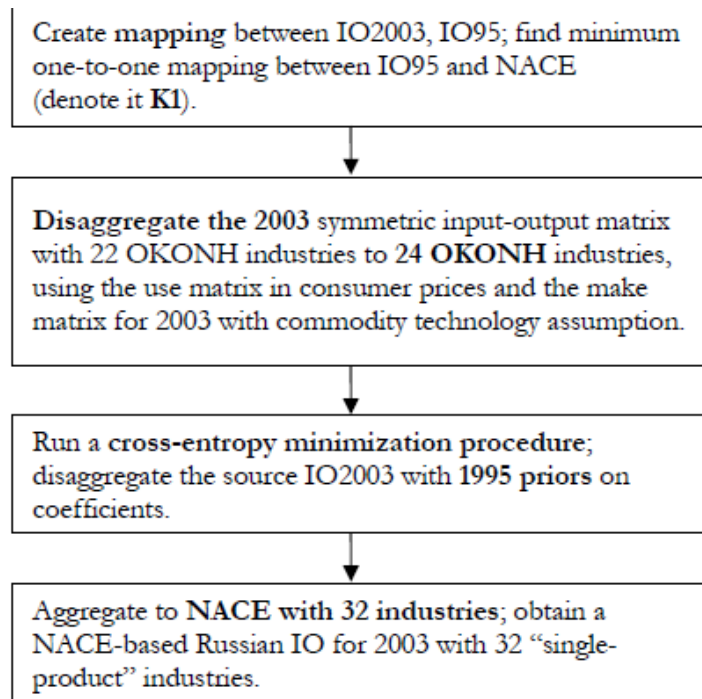 Create mapping between IO2003, IO95; find minimum
one-to-one mapping between IO95 and NACE
(denote it K1).
Disaggregate the 2003 symmetric input-output matrix
with 22 OKONH industries to 24 OKONH industries,
using the use matrix in consumer prices and the make
matrix for 2003 with commodity technology assumption.
Run a cross-entropy minimization procedure;
disaggregate the source IO2003 with 1995 priors on
coefficients.
Aggregate to NACE with 32 industries; obtain a
NACE-based Russian IO for 2003 with 32 “single-
product” industries.